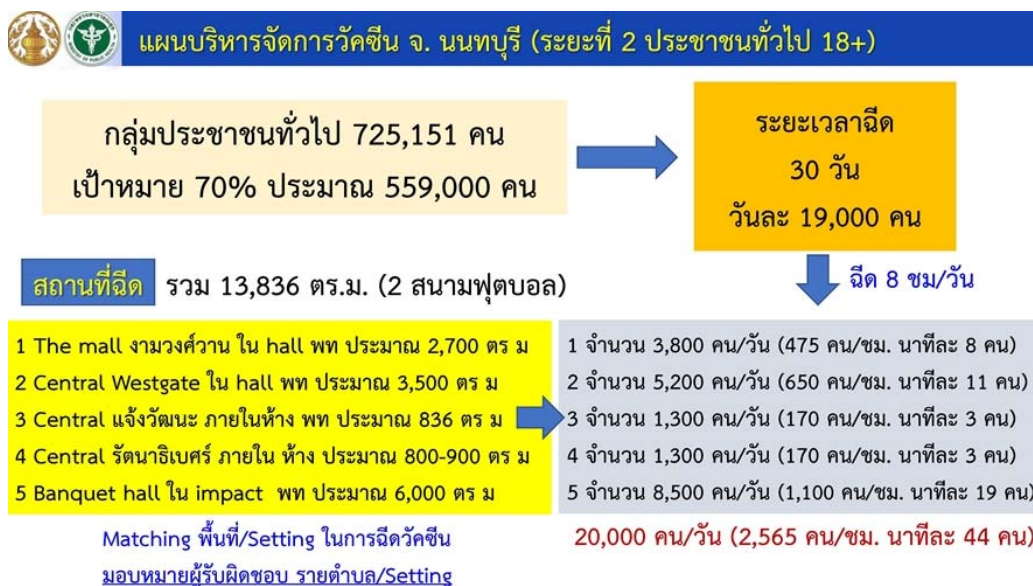 แผนบริหารจัดการวัคซีน จ. นนทบุรี (ระยะที่ 2 ประชาชนทั่วไป 18+)
กลุ่มประชาชนทั่วไป 725,151 คน
เป้าหมาย 70% ประมาณ 559,000 คน
ระยะเวลาฉีด
30 วัน
วันละ 19,000 คน
สถานที่ฉีด รวม 13,836 ตร.ม. (2 สนามฟุตบอล)
ฉีด 8 ชม/วัน
1 The mall งามวงศ์วาน ใน hall พท ประมาณ 2,700 ตร ม
2 Central Westgate ใน hall พท ประมาณ 3,500 ตร ม
3 Central แจ้งวัฒนะ ภายในห้าง พท ประมาณ 836 ตร ม
4 Central รัตนาธิเบศร์ ภายใน ห้าง ประมาณ 800-900 ตร ม
5 Banquet hall ใน impact พท ประมาณ 6,000 ตร ม
1 จำนวน 3,800 คน/วัน (475 คน/ชม. นาทีละ 8 คน)
2 จำนวน 5,200 คน/วัน (650 คน/ชม. นาทีละ 11 คน)
3 จำนวน 1,300 คน/วัน (170 คน/ชม. นาทีละ 3 คน)
4 จำนวน 1,300 คน/วัน (170 คน/ชม. นาทีละ 3 คน)
5 จำนวน 8,500 คน/วัน (1,100 คน/ชม. นาทีละ 19 คน)
Matching พื้นที่/Setting ในการฉีดวัคซีน
มอบหมายผู้รับผิดชอบ รายตำบล/Setting
20,000 คน/วัน (2,565 คน/ชม. นาทีละ 44 คน)